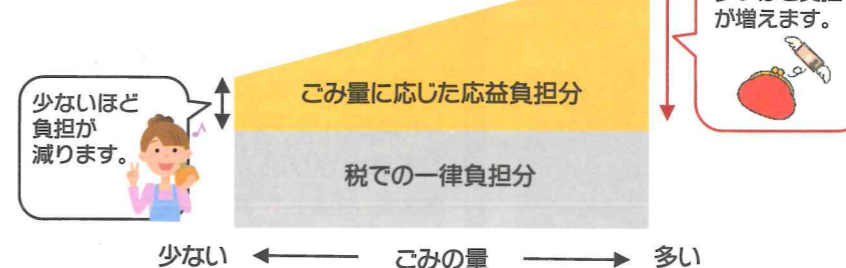 が増えます。
少ないほど
負担が
減ります。
ごみ量に応じた応益負担分
税での一律負担分
少ない ごみの量 多い